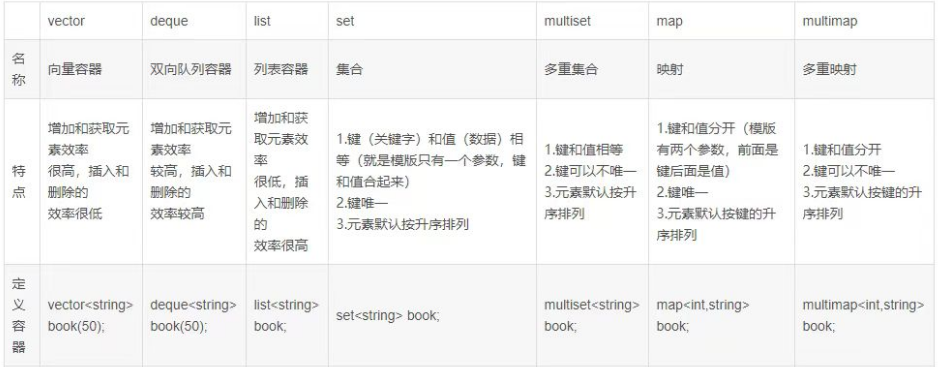 vector
deque
list
set
multiset
map
multimap
名
称
向量容器
双向队列容器
列表容器
集合
多重集合
映射
多重映射
特
点
增加和获取元
素效率
很高，插入和
删除的
效率很低
增加和获取元
素效率
较高，插入和
删除的
效率较高
增加和获
取元素效
率
很低，插
入和删除
的
效率很高
1.键（关键字）和值（数据）相
等（就是模版只有一个参数，键
和值合起来）
2.键唯一
3.元素默认按升序排列
1.键和值相等
2.键可以不唯一
3.元素默认按升
序排列
1.键和值分开（模版
有两个参数，前面是
键后面是值）
2.键唯一
3.元素默认按键的升
序排列
1.键和值分开
2.键可以不唯一
3.元素默认按键的升
序排列
定
义
容
器
vector<string>
book(50);
deque<string>
book(50);
list<string>
book;
set<string> book;
multiset<string>
book;
map<int,string>
book;
multimap<int,string>
book;